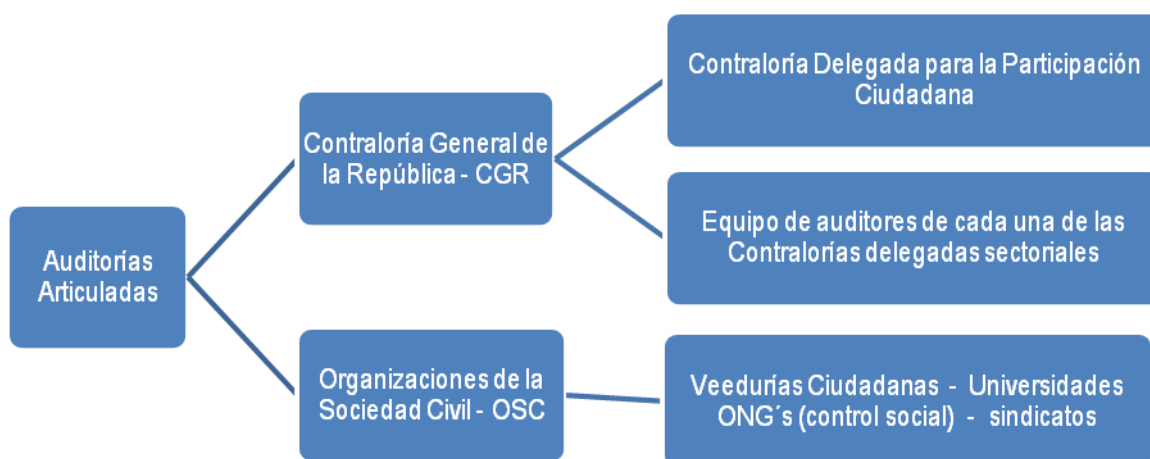 Contraloría Delegada para la Participación
Ciudadana
Contraloría General de
la República - CGR
Equipo de auditores de cada una de las
Contralorías delegadas sectoriales
Auditorías
Articuladas
Organizaciones de la
Sociedad Civil - OSC
Veedurías Ciudadanas - Universidades
ONG´s (control social) - sindicatos